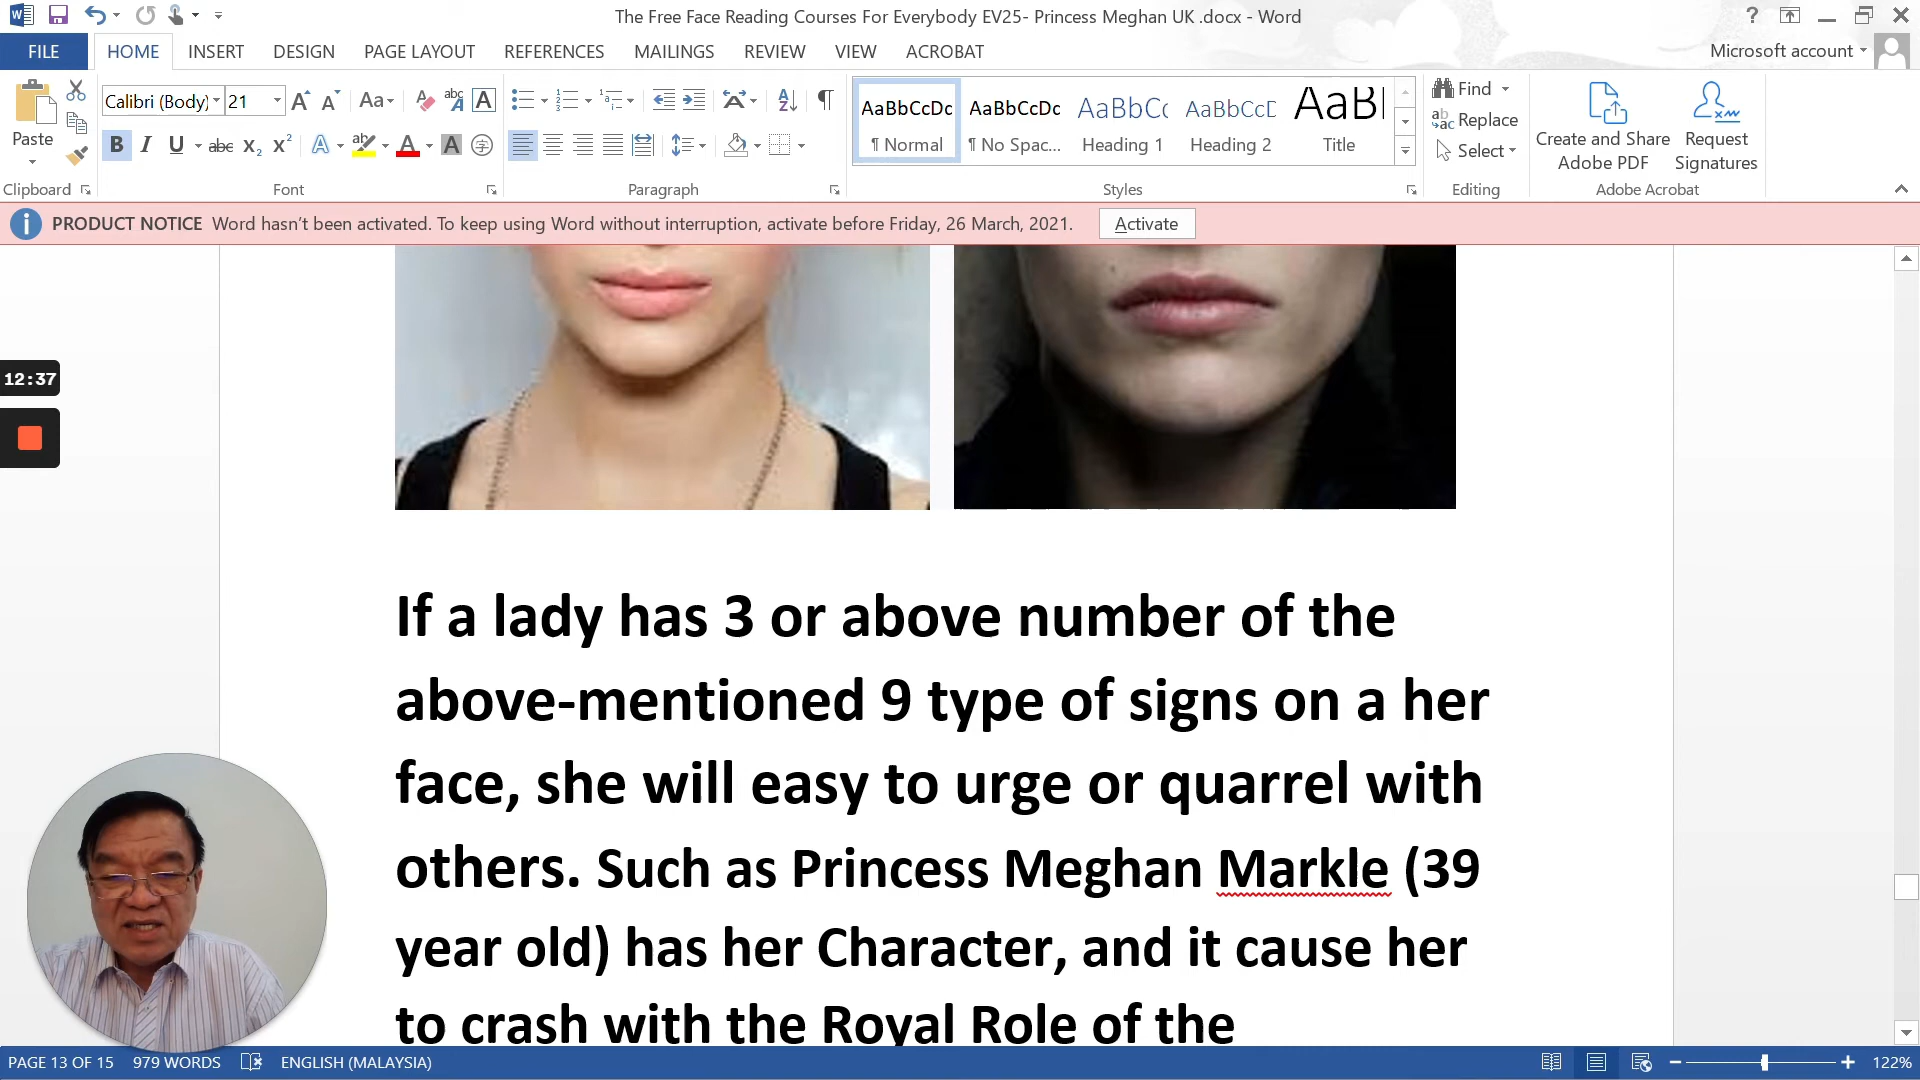 The Free Face Reading Courses For Everybody EV25- Princess Meghan UK .docx - Word
FILE HOME INSERT DESIGN PAGE LAYOUT REFERENCES MAILINGS REVIEW VIEW ACROBAT Microsoft account
Calibri (Body) 21 Aa
Paste
B I U abc X₂ X² A ab A A 字
AaBbCcDc AaBbCcDc AaBbCc AaBbCcD AaBl
¶ Normal ¶ No Spac... Heading 1 Heading 2 Title
Find
Replace
Select
Create and Share
Adobe PDF
Request
Signatures
Clipboard Font Paragraph Styles Editing Adobe Acrobat
PRODUCT NOTICE Word hasn't been activated. To keep using Word without interruption, activate before Friday, 26 March, 2021. Activate
12:37
If a lady has 3 or above number of the
above-mentioned 9 type of signs on a her
face, she will easy to urge or quarrel with
others. Such as Princess Meghan Markle (39
year old) has her Character, and it cause her
to crash with the Royal Role of the
PAGE 13 OF 15 979 WORDS ENGLISH (MALAYSIA) 122%